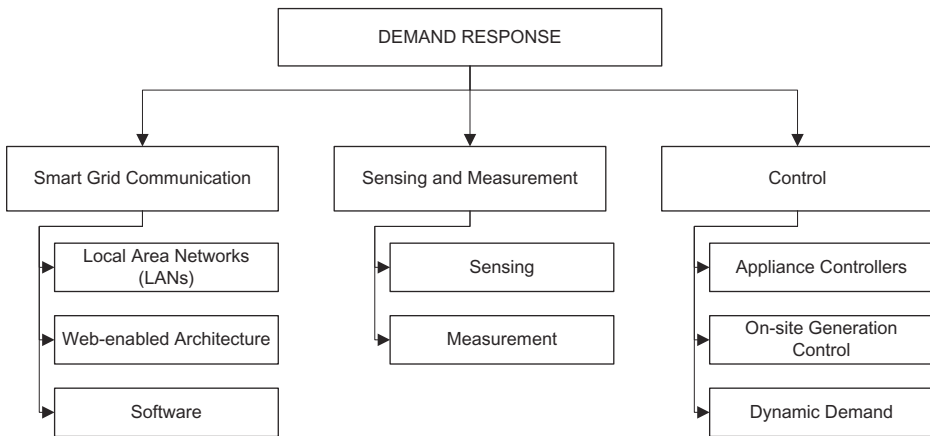 DEMAND RESPONSE
Smart Grid Communication
Sensing and Measurement
Control
Local Area Networks
(LANs)
Sensing
Appliance Controllers
Web-enabled Architecture
Measurement
On-site Generation
Control
Software
Dynamic Demand